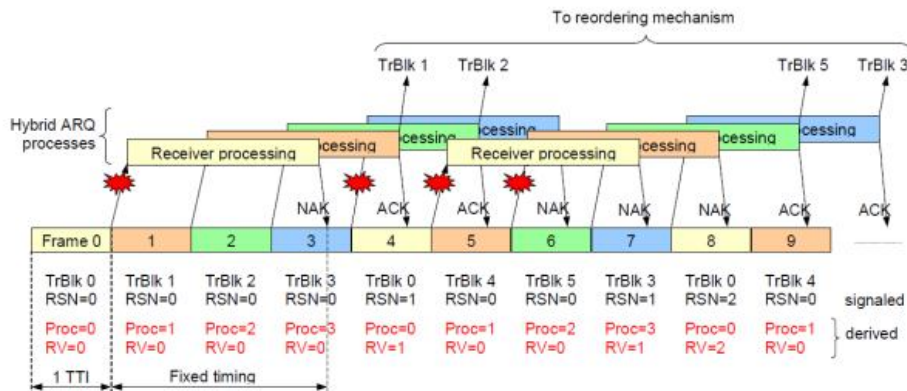 To reordering mechanism
TrBlk 1 TrBlk 2 TrBlk 5 TrBlk 3
Hybrid ARQ
processes
Receiver processing ocessing ocessing ocessing Receiver processing ocessing ocessing ocessing
NAK ACK ACK NAK NAK NAK ACK ACK
Frame 0 1 2 3 4 5 6 7 8 9
TrBlk 0 TrBlk 1 TrBlk 2 TrBlk 3 TrBlk 0 TrBlk 4 TrBlk 5 TrBlk 3 TrBlk 0 TrBlk 4
RSN=0 RSN=0 RSN=0 RSN=0 RSN=1 RSN=0 RSN=0 RSN=1 RSN=2 RSN=0 signaled
Proc=0 Proc=1 Proc=2 Proc=3 Proc=0 Proc=1 Proc=2 Proc=3 Proc=0 Proc=1 derived
RV=0 RV=0 RV=0 RV=0 RV=1 RV=0 RV=0 RV=1 RV=2 RV=0
1 TTI Fixed timing